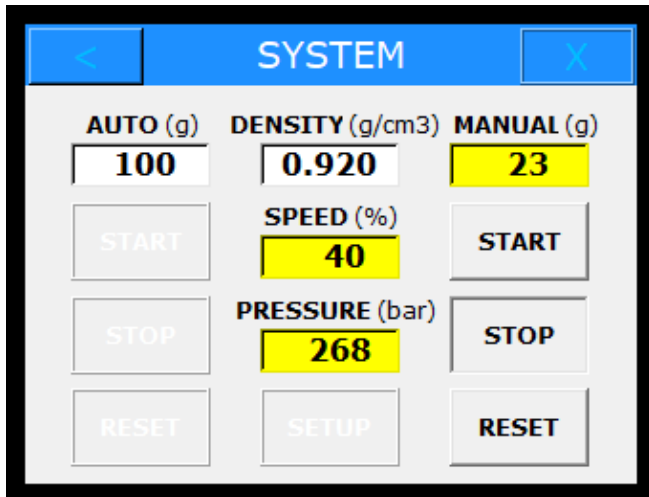 < SYSTEM X
AUTO (g) DENSITY (g/cm3) MANUAL (g)
100 0.920 23
START SPEED (%) START
40
STOP PRESSURE (bar) STOP
268
RESET SETUP RESET